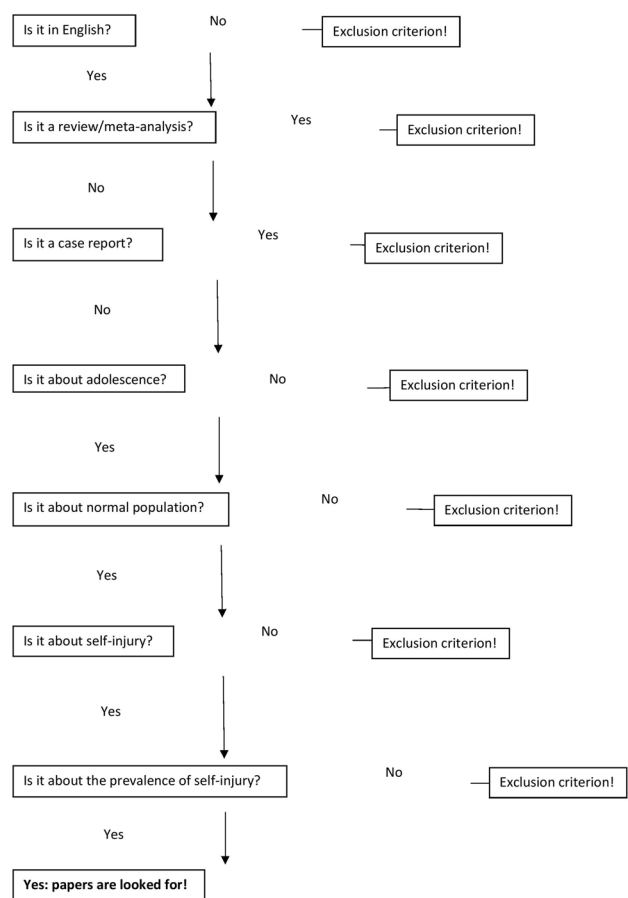 Is it in English?
No
Exclusion criterion!
Yes
Is it a review/meta-analysis?
Yes
Exclusion criterion!
No
Is it a case report?
Yes
Exclusion criterion!
No
Is it about adolescence?
No
Exclusion criterion!
Yes
Is it about normal population?
No
Exclusion criterion!
Yes
Is it about self-injury?
No
Exclusion criterion!
Yes
Is it about the prevalence of self-injury?
No
Exclusion criterion!
Yes
Yes: papers are looked for!